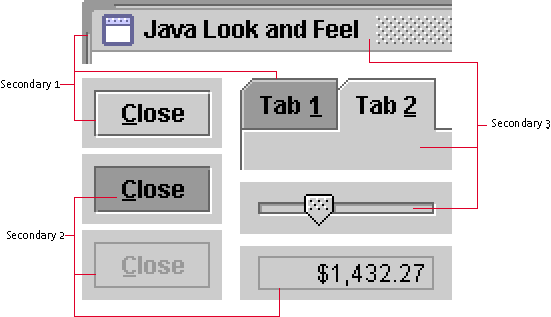 Java Look and Feel
Secondary 1
Close
Tab 1
Tab 2
Secondary 3
Close
Secondary 2
Close
$1,432.27